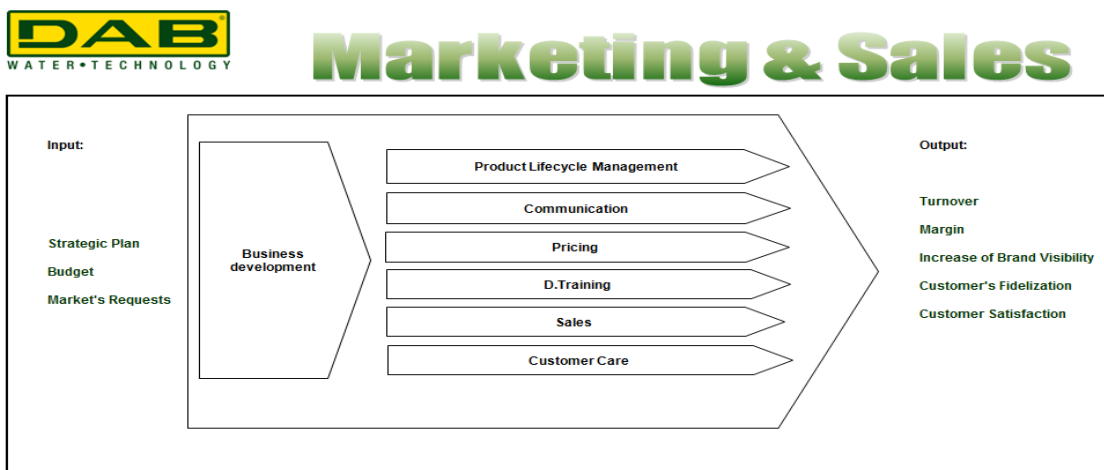 DAB
WATER•TECHNOLOGY
Marketing & Sales
Input:
Strategic Plan
Budget
Market's Requests
Business
development
Product Lifecycle Management
Communication
Pricing
D.Training
Sales
Customer Care
Output:
Turnover
Margin
Increase of Brand Visibility
Customer's Fidelization
Customer Satisfaction